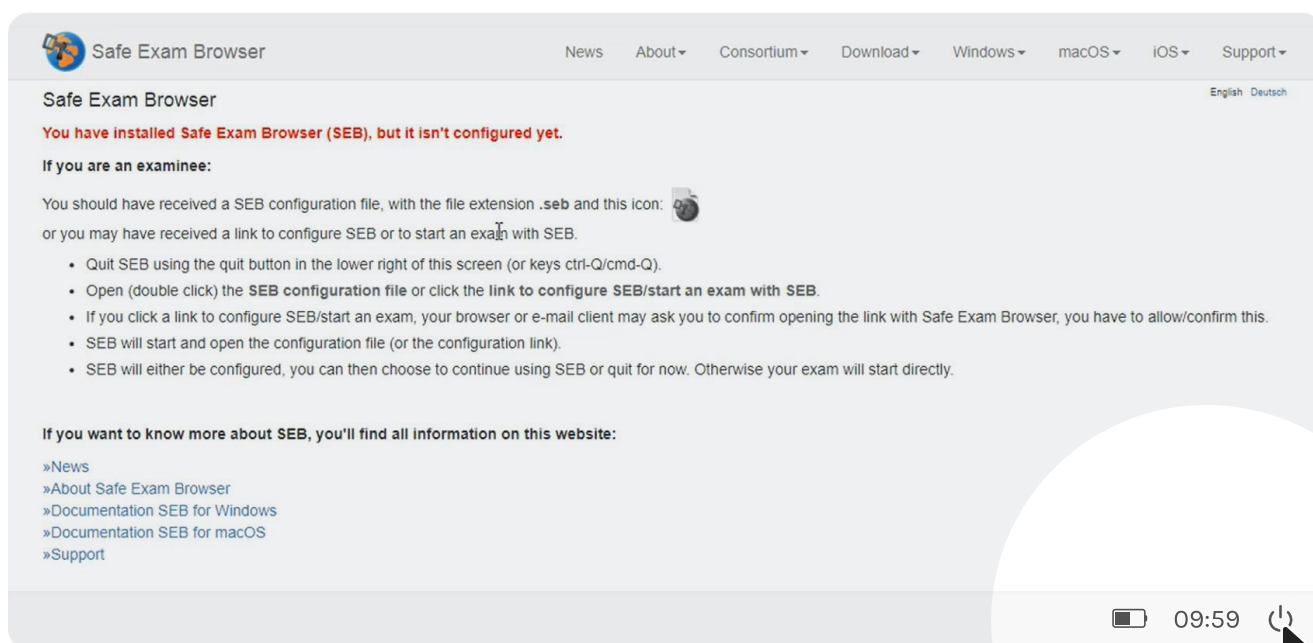 Safe Exam Browser
News
About
Consortium
Download
Windows
macOS
iOS
Support
English Deutsch
Safe Exam Browser
You have installed Safe Exam Browser (SEB), but it isn't configured yet.
If you are an examinee:
You should have received a SEB configuration file, with the file extension .seb and this icon:
or you may have received a link to configure SEB or to start an exam with SEB.
• Quit SEB using the quit button in the lower right of this screen (or keys ctrl-Q/cmd-Q).
• Open (double click) the SEB configuration file or click the link to configure SEB/start an exam with SEB.
• If you click a link to configure SEB/start an exam, your browser or e-mail client may ask you to confirm opening the link with Safe Exam Browser, you have to allow/confirm this.
• SEB will start and open the configuration file (or the configuration link).
• SEB will either be configured, you can then choose to continue using SEB or quit for now. Otherwise your exam will start directly.
If you want to know more about SEB, you'll find all information on this website:
»News
»About Safe Exam Browser
»Documentation SEB for Windows
»Documentation SEB for macOS
»Support
09:59